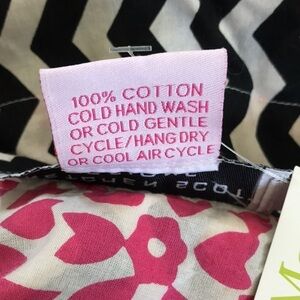 100% COTTON
COLD HAND WASH
OR COLD GENTLE
CYCLE/HANG DRY
OR COOL AIR CYCLE